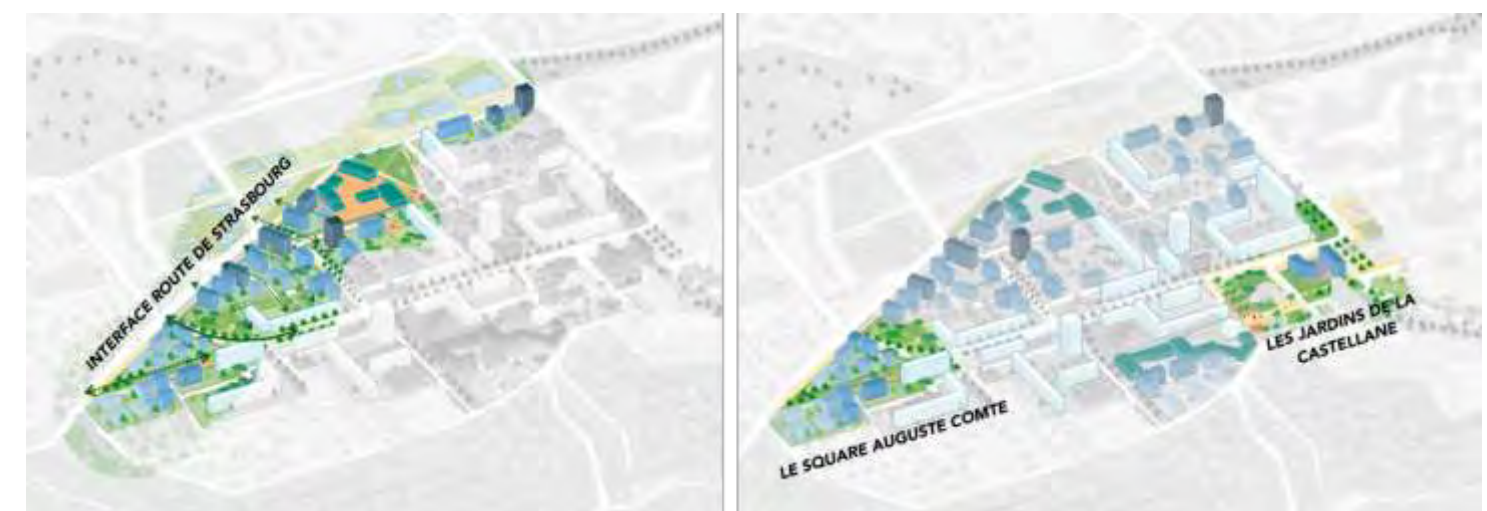 INTERFACE ROUTE DE STRASBOURG
LE SQUARE AUGUSTE COMTE
LES JARDINS DE LA
CASTELLANE